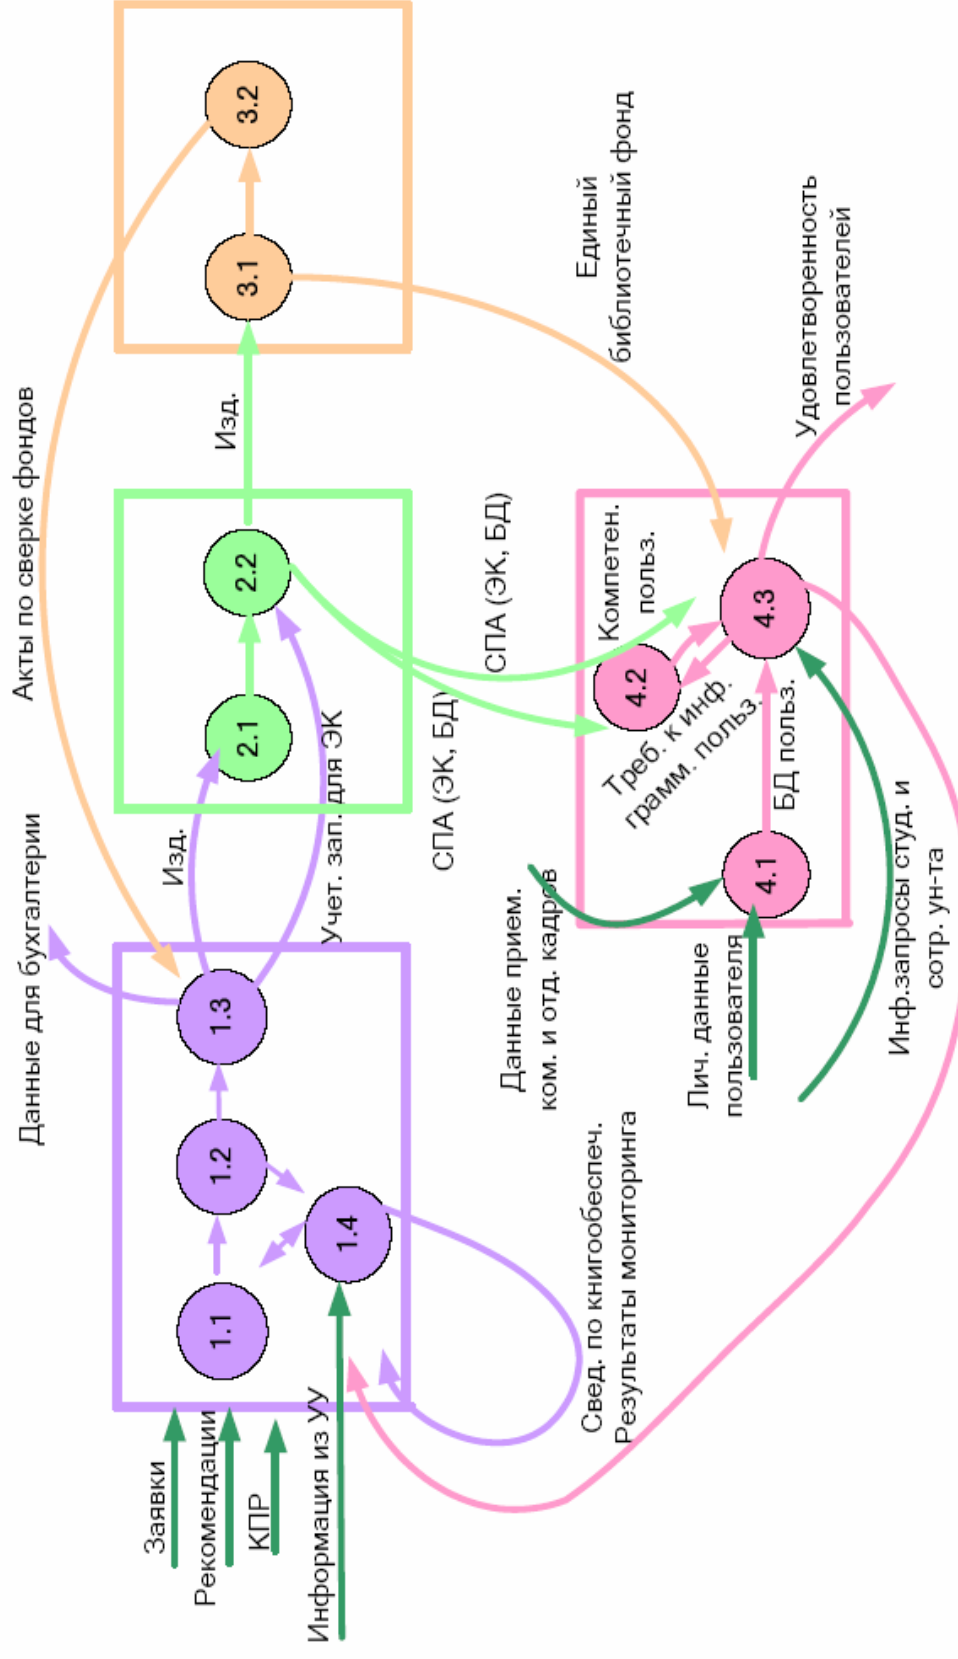 Акты по сверке фондов
Данные для бухгалтерии
Заявки
Рекомендации
КПР
Информация из УУ
1.1
1.2
1.3
1.4
Изд.
Учет. зап. для ЭК
2.1
2.2
Изд.
3.1
3.2
СПА (ЭК, БД)
СПА (ЭК, БД)
Единый
библиотечный фонд
Свед. по книгообеспеч.
Результаты мониторинга
Данные прием.
ком. и отд. кадров
Лич. данные
пользователя
4.1
4.2
4.3
Компетен.
польз.
Треб. к инф.
грамм. польз.
БД польз.
Удовлетворенность
пользователей
Инф.запросы студ. и
сотр. ун-та